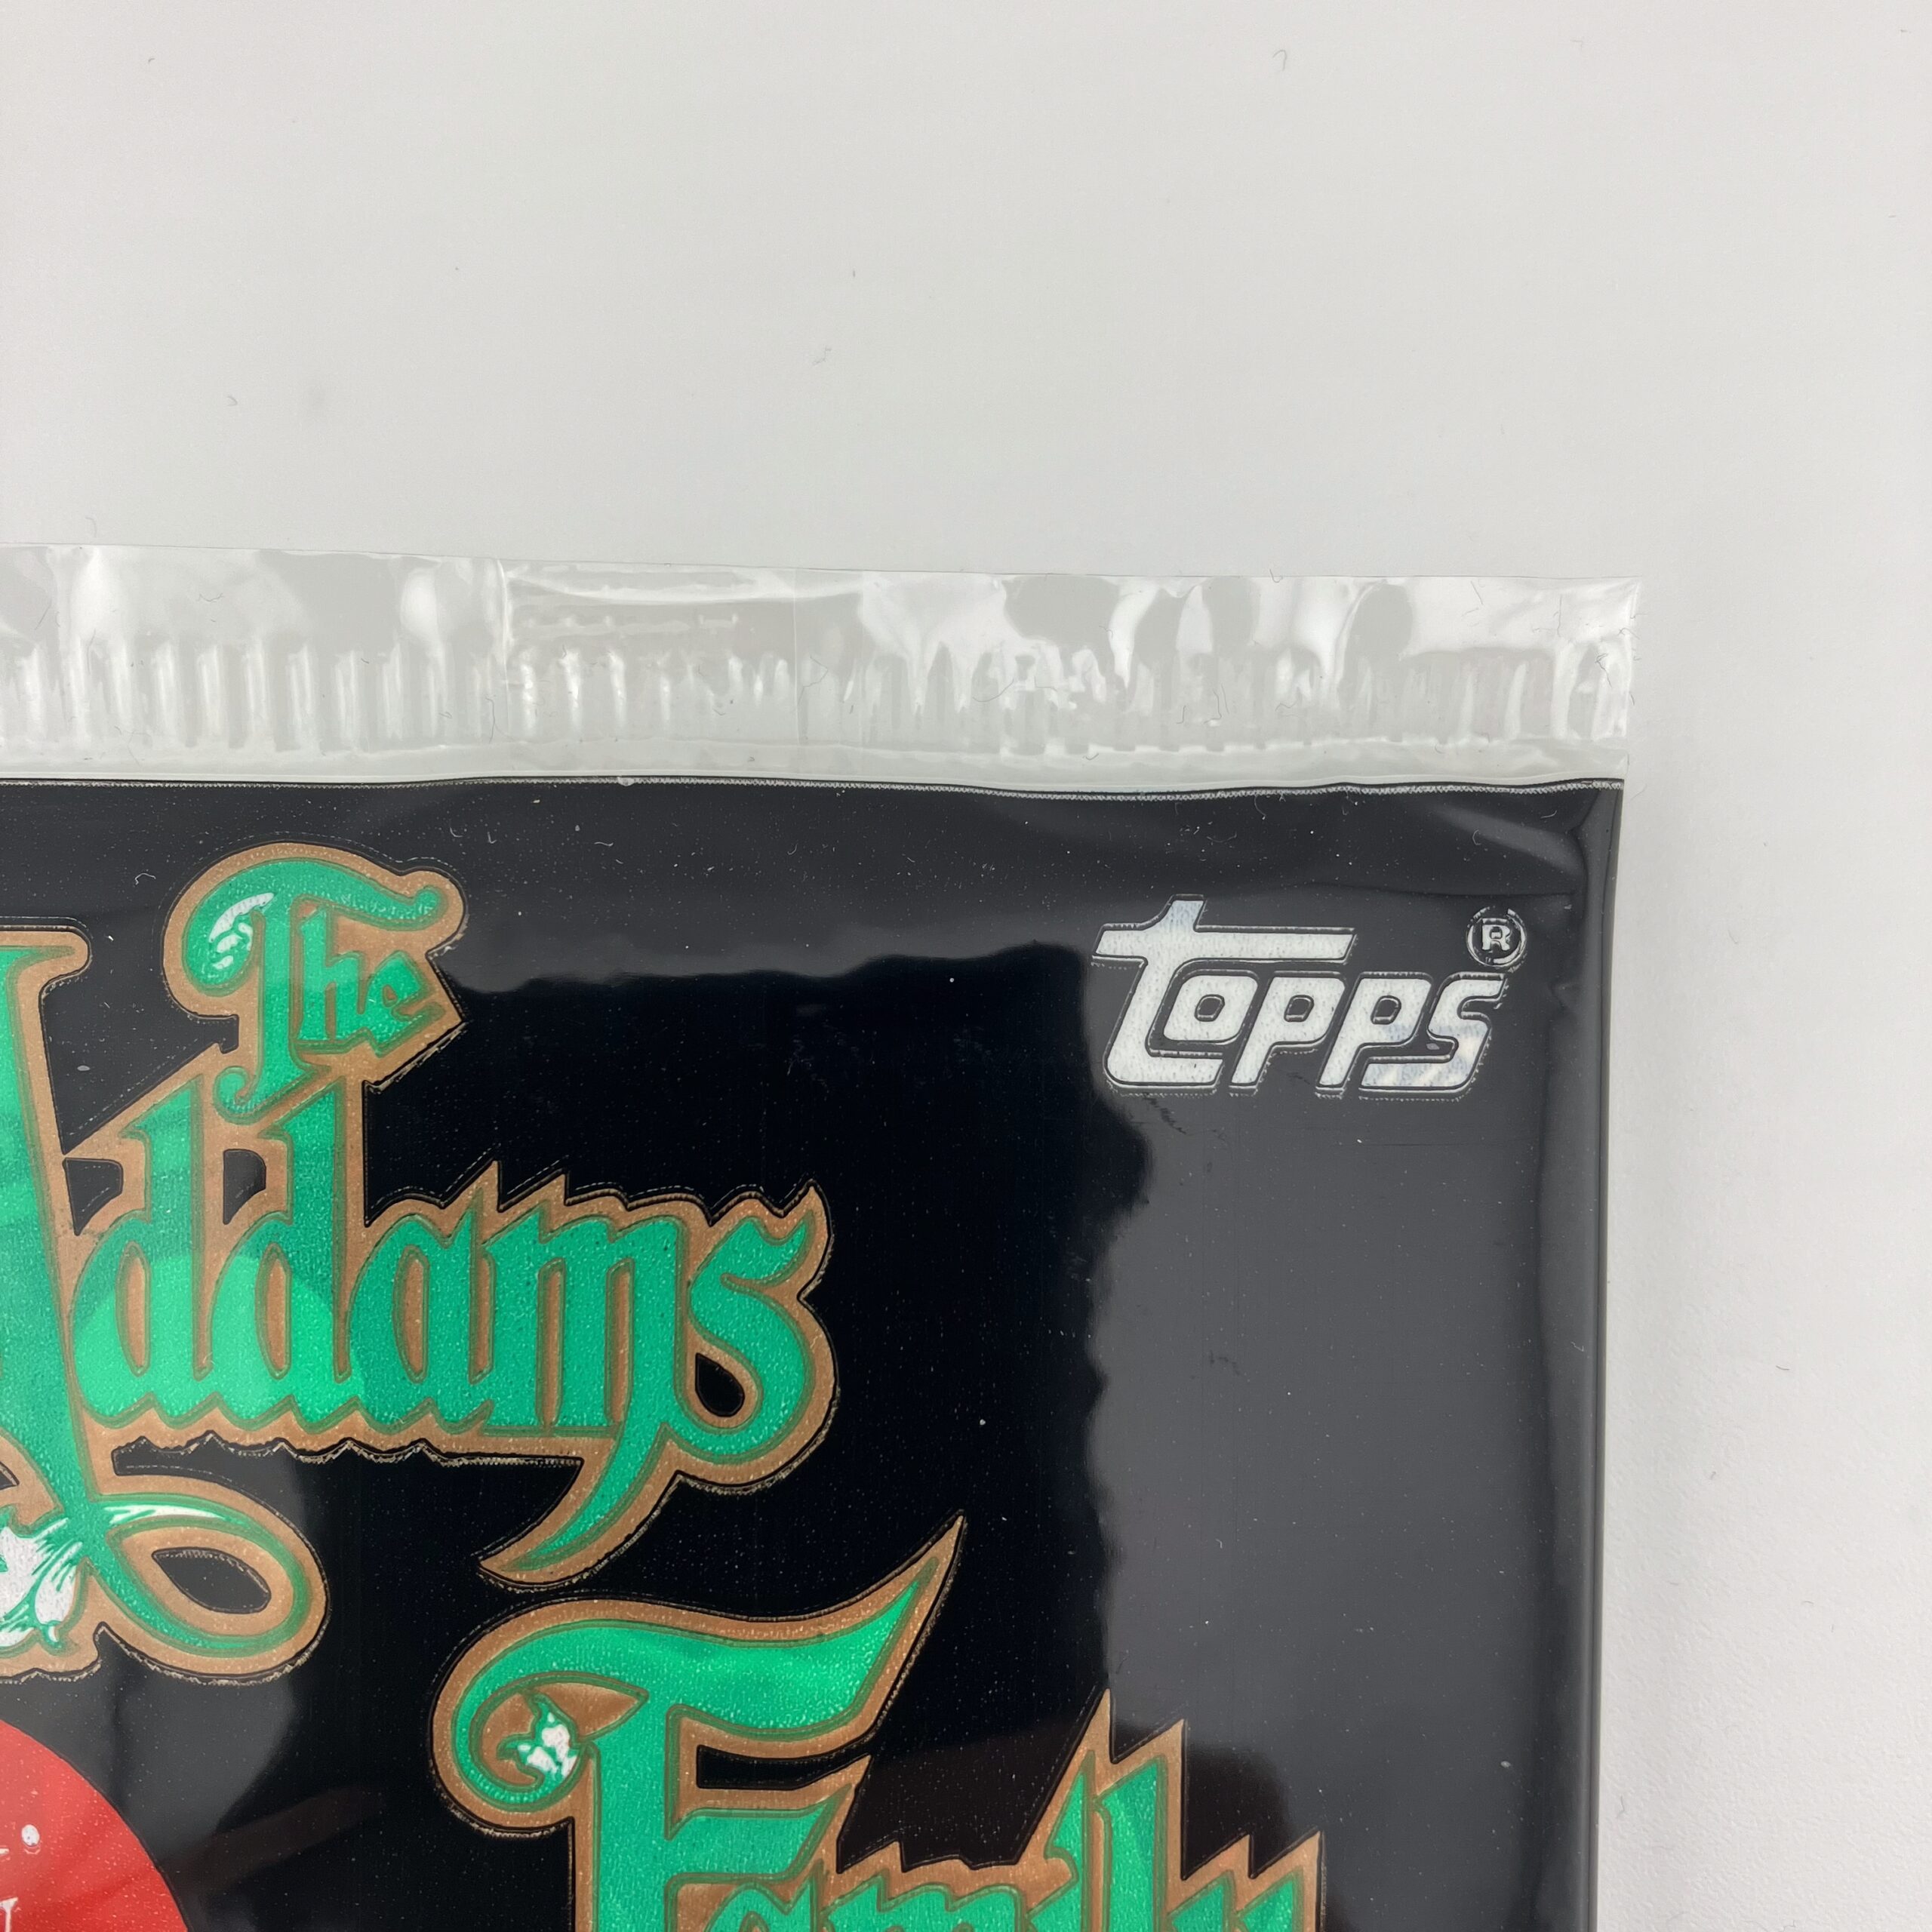 The
topps®
Addams
Family